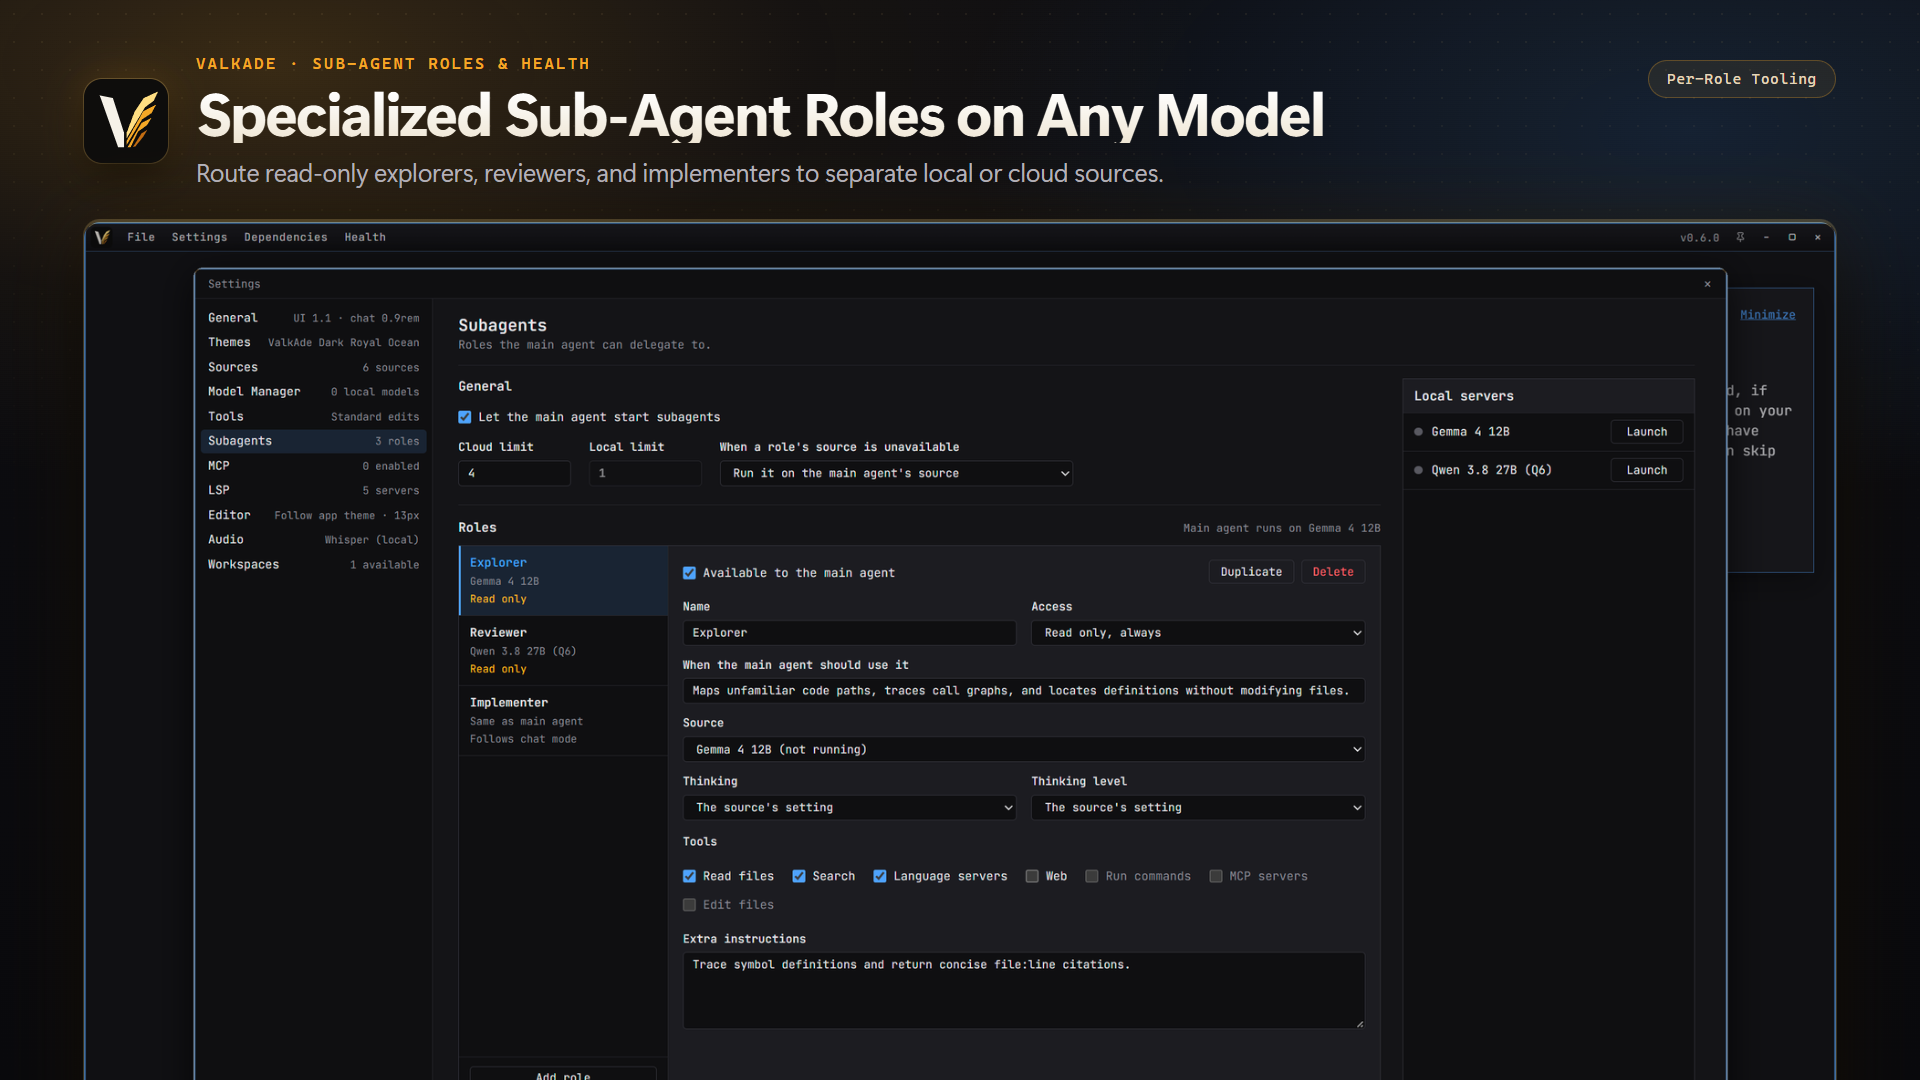 VALKADE · SUB-AGENT ROLES & HEALTH
Specialized Sub-Agent Roles on Any Model
Route read-only explorers, reviewers, and implementers to separate local or cloud sources.
Per-Role Tooling
File Settings Dependencies Health
v0.6.0
Settings
General UI 1.1 · chat 0.9rem
Themes ValkAde Dark Royal Ocean
Sources 6 sources
Model Manager 0 local models
Tools Standard edits
Subagents 3 roles
MCP 0 enabled
LSP 5 servers
Editor Follow app theme · 13px
Audio Whisper (local)
Workspaces 1 available
Subagents
Roles the main agent can delegate to.
General
Let the main agent start subagents
Cloud limit Local limit When a role's source is unavailable
4 1 Run it on the main agent's source
Roles Main agent runs on Gemma 4 12B
Explorer
Gemma 4 12B
Read only
Reviewer
Qwen 3.8 27B (Q6)
Read only
Implementer
Same as main agent
Follows chat mode
Add role
Available to the main agent Duplicate Delete
Name Access
Explorer Read only, always
When the main agent should use it
Maps unfamiliar code paths, traces call graphs, and locates definitions without modifying files.
Source
Gemma 4 12B (not running)
Thinking Thinking level
The source's setting The source's setting
Tools
Read files Search Language servers Web Run commands MCP servers
Edit files
Extra instructions
Trace symbol definitions and return concise file:line citations.
Local servers
Gemma 4 12B Launch
Qwen 3.8 27B (Q6) Launch
Minimize
d, if
on your
have
n skip